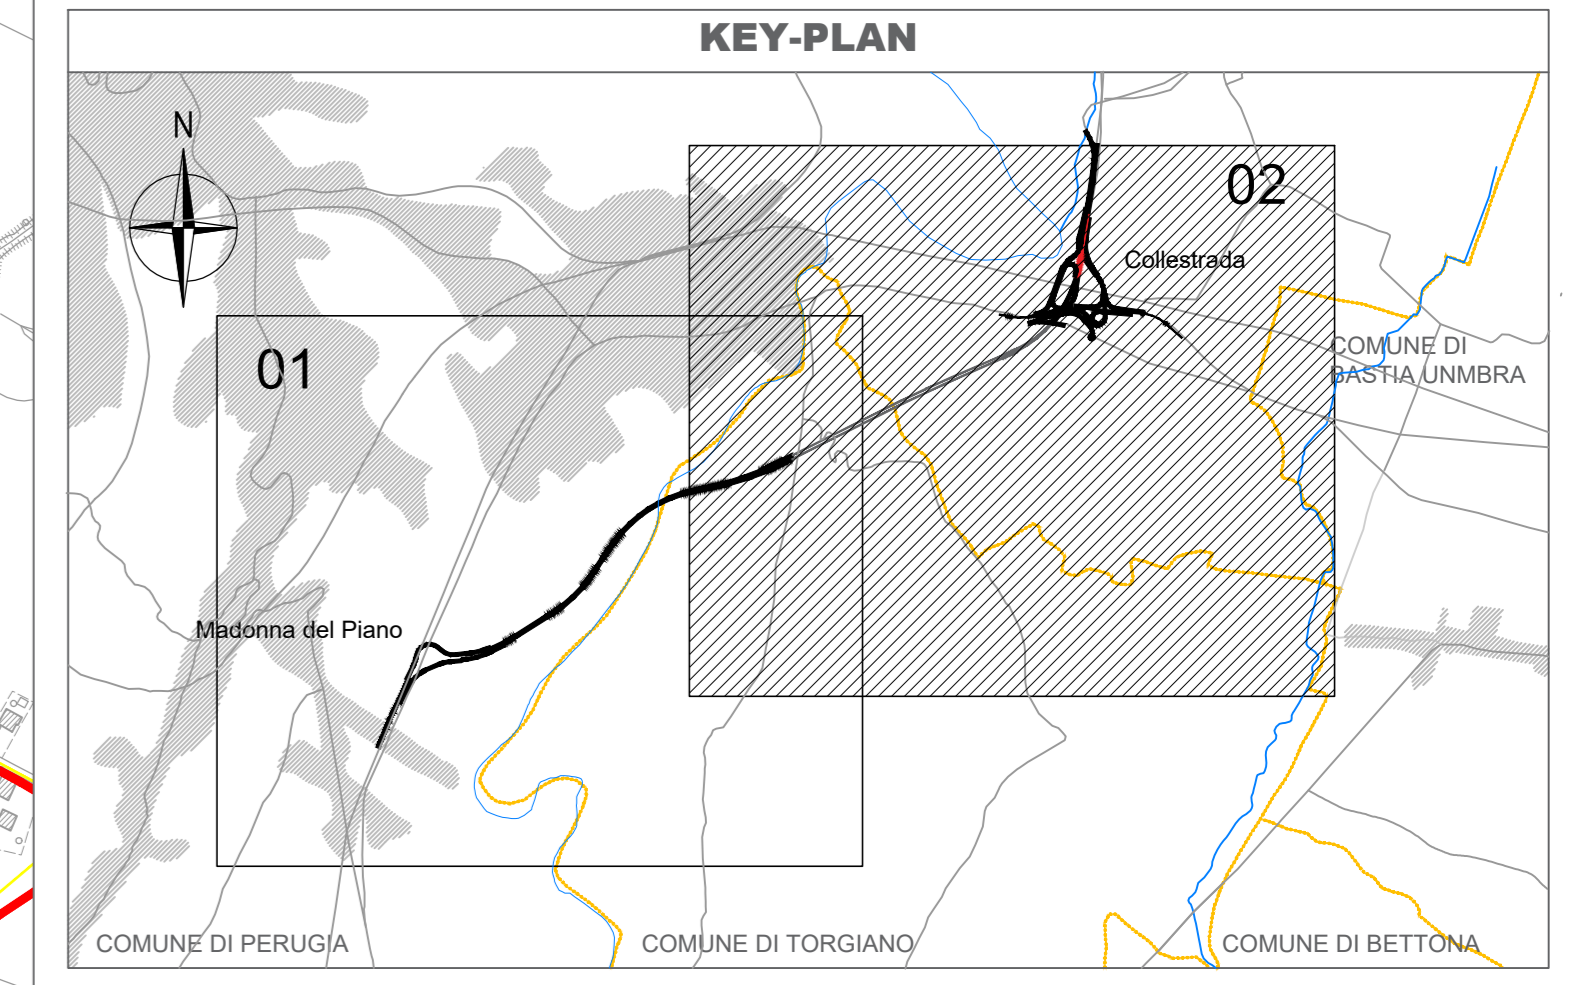 KEY-PLAN
N
02
Collestrada
01
COMUNE DI
BASTIA UNMBRA
Madonna del Piano
COMUNE DI PERUGIA
COMUNE DI TORGIANO
COMUNE DI BETTONA